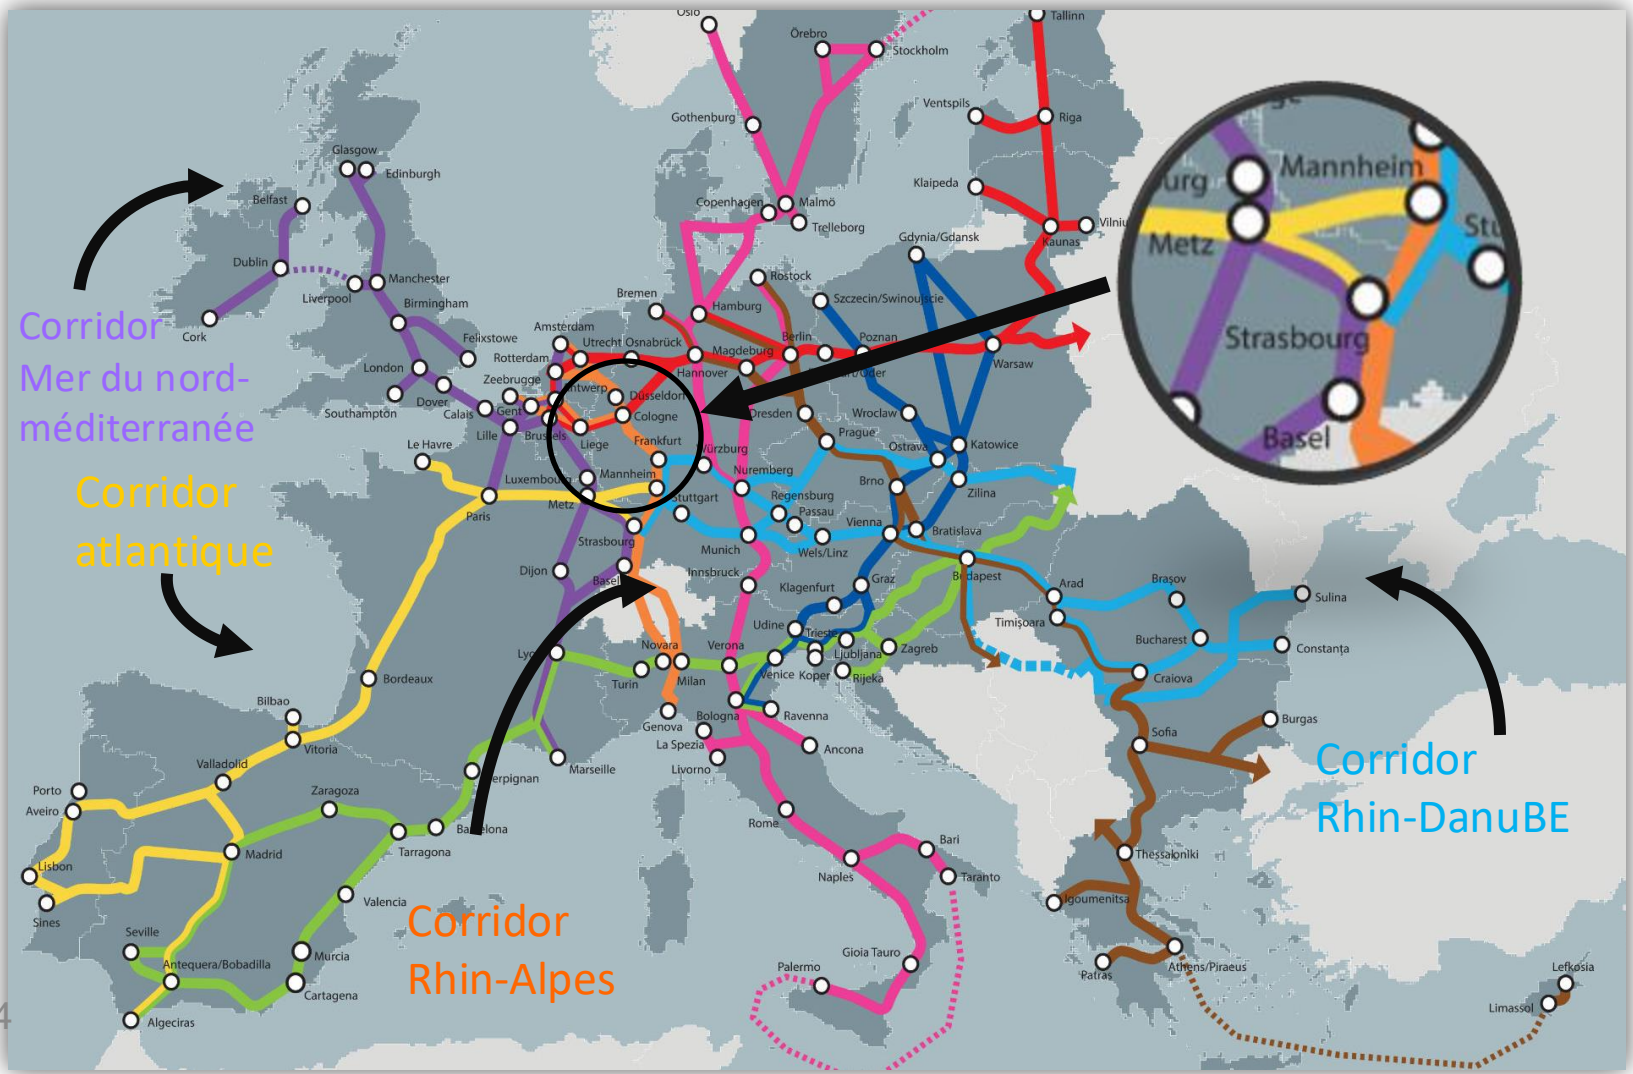 Oslo
Örebro
Stockholm
Tallinn
Gothenburg
Ventspils
Riga
Glasgow
Edinburgh
Belfast
Klaipeda
Copenhagen
Malmö
Trelleborg
Kaunas
Vilniu
Gdynia/Gdansk
Dublin
Manchester
Liverpool
Cork
Birmingham
Felixstowe
Bremen
Hamburg
Rostock
Szczecin/Swinoujscie
Amsterdam
Utrecht
Osnabrück
Rotterdam
Hannover
Magdeburg
Berlin
Poznan
Warsaw
London
Zeebrugge
Southampton
Dover
Calais
Gent
Düsseldorf
Cologne
Dresden
Wroclaw
Lille
Brussels
Liege
Le Havre
Frankfurt
Würzburg
Prague
Ostrava
Katowice
Luxembourg
Mannheim
Nuremberg
Brno
Zilina
Paris
Metz
Stuttgart
Regensburg
Passau
Vienna
Bratislava
Strasbourg
Munich
Wels/Linz
Dijon
Basel
Innsbruck
Klagenfurt
Graz
Budapest
Arad
Brașov
Sulina
Udine
Trieste
Timișoara
Bucharest
Constanța
Novara
Verona
Ljubljana
Zagreb
Turin
Milan
Venice
Koper
Rijeka
Craiova
Bordeaux
Genova
Bologna
Ravenna
Bilbao
Vitoria
La Spezia
Livorno
Ancona
Sofia
Burgas
Valladolid
Marseille
Porto
Aveiro
Zaragoza
Rome
Madrid
Tarragona
Bari
Naples
Taranto
Thessaloniki
Lisbon
Sines
Valencia
Igoumenitsa
Seville
Antequera/Bobadilla
Murcia
Cartagena
Algeciras
Gioia Tauro
Palermo
Patras
Athens/Piraeus
Lefkosia
Limassol
Mannheim
Metz
Strasbourg
Basel
Corridor
Mer du nord-
méditerranée
Corridor
atlantique
Corridor
Rhin-Alpes
Corridor
Rhin-DanuBE
4